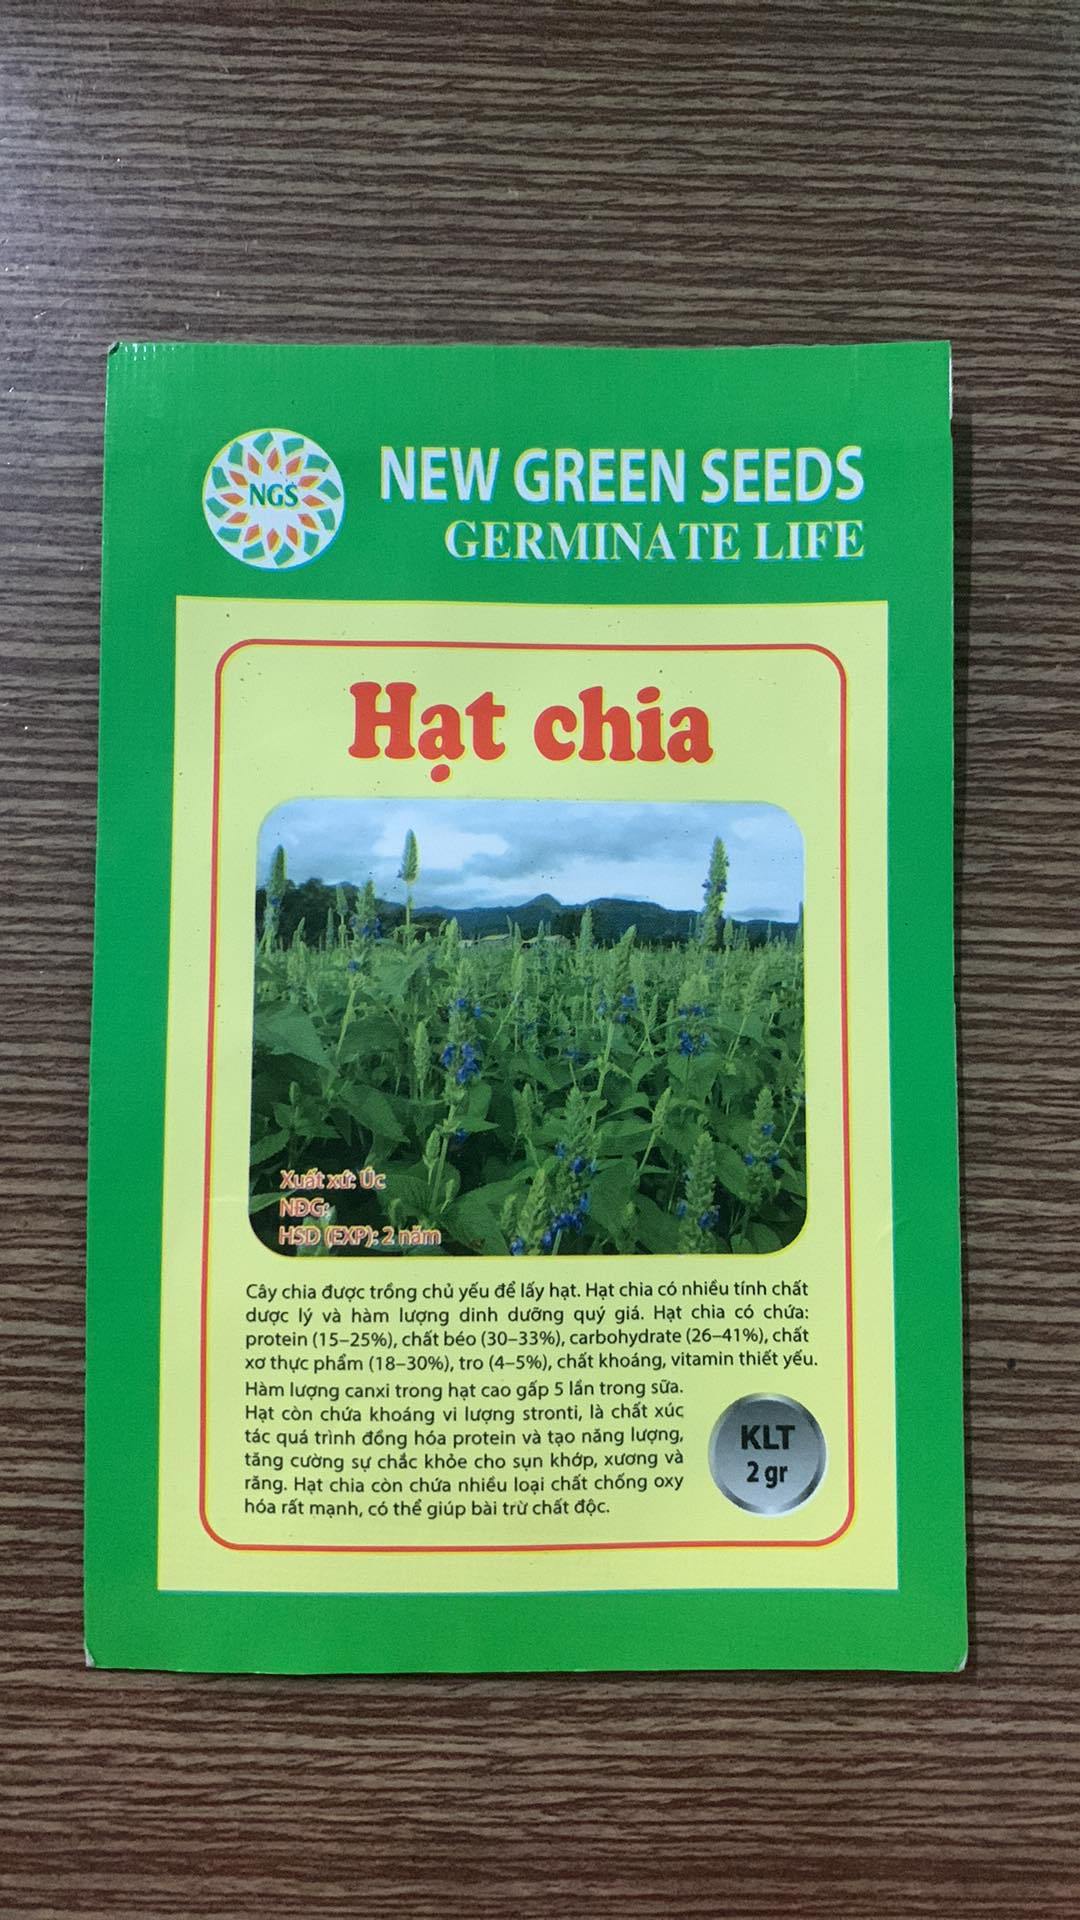 NGS
NEW GREEN SEEDS
GERMINATE LIFE
Hạt chia
Xuất xứ: Úc
NĐG:
HSD (EXP): 2 năm
Cây chia được trồng chủ yếu để lấy hạt. Hạt chia có nhiều tính chất
dược lý và hàm lượng dinh dưỡng quý giá. Hạt chia có chứa:
protein (15–25%), chất béo (30–33%), carbohydrate (26–41%), chất
xơ thực phẩm (18–30%), tro (4–5%), chất khoáng, vitamin thiết yếu.
Hàm lượng canxi trong hạt cao gấp 5 lần trong sữa.
Hạt còn chứa khoáng vi lượng stronti, là chất xúc
tác quá trình đồng hóa protein và tạo năng lượng,
tăng cường sự chắc khỏe cho sụn khớp, xương và
răng. Hạt chia còn chứa nhiều loại chất chống oxy
hóa rất mạnh, có thể giúp bài trừ chất độc.
KLT
2 gr